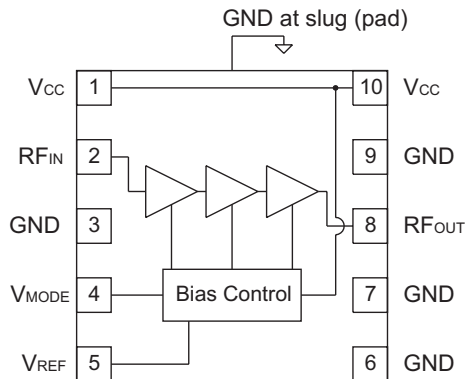 GND at slug (pad)
VCC 1 10 VCC
RFIN 2 9 GND
GND 3 8 RFOUT
VMODE 4 Bias Control 7 GND
VREF 5 6 GND